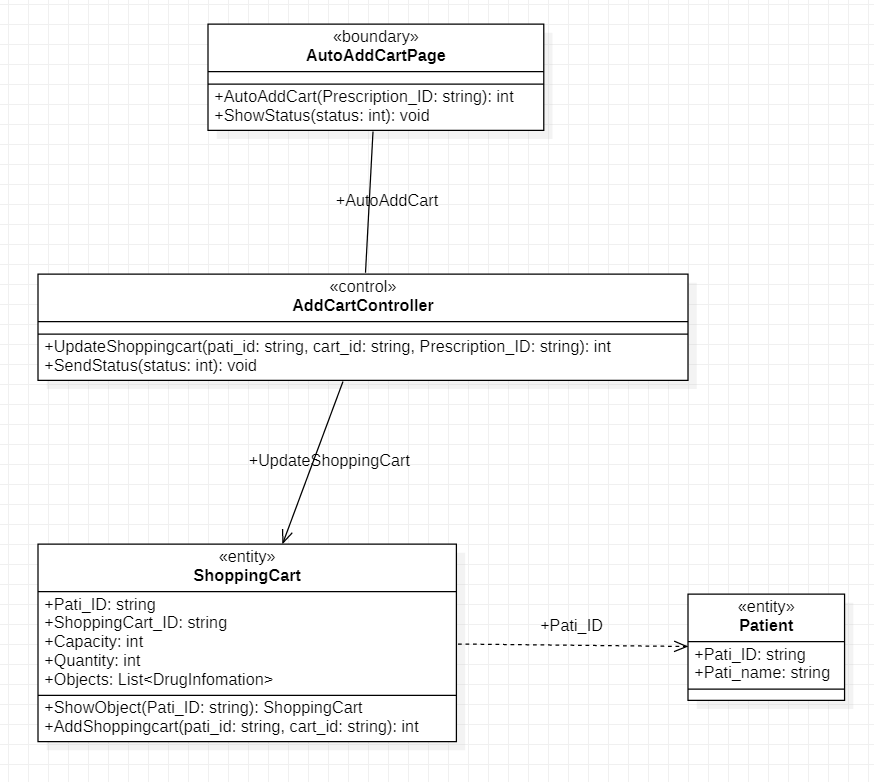 «boundary»
AutoAddCartPage
+AutoAddCart(Prescription_ID: string): int
+ShowStatus(status: int): void
+AutoAddCart
«control»
AddCartController
+UpdateShoppingcart(pati_id: string, cart_id: string, Prescription_ID: string): int
+SendStatus(status: int): void
+UpdateShoppingCart
«entity»
ShoppingCart
+Pati_ID: string
+ShoppingCart_ID: string
+Capacity: int
+Quantity: int
+Objects: List<DrugInfomation>
+ShowObject(Pati_ID: string): ShoppingCart
+AddShoppingcart(pati_id: string, cart_id: string): int
+Pati_ID
«entity»
Patient
+Pati_ID: string
+Pati_name: string